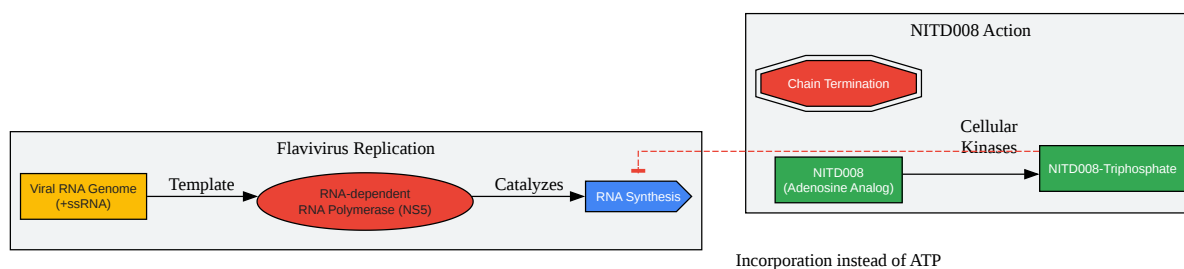 NITD008 Action
Chain Termination
Cellular
Kinases
NITD008
(Adenosine Analog)
NITD008-Triphosphate
Flavivirus Replication
Viral RNA Genome
(+ssRNA)
Template
RNA-dependent
RNA Polymerase (NS5)
Catalyzes
RNA Synthesis
Incorporation instead of ATP